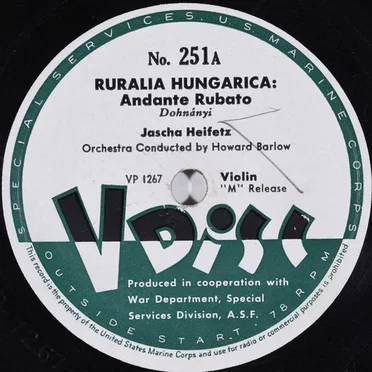 SPECIAL SERVICES, U.S. MARINE CORPS
No. 251A
RURALIA HUNGARICA:
Andante Rubato
Dohnányi
Jascha Heifetz
Orchestra Conducted by Howard Barlow
VP 1267
Violin
"M" Release
V Disc
Produced in cooperation with
War Department, Special
Services Division, A.S.F.
OUTSIDE START, 78 RPM
This record is the property of the United States Marine Corps and use for radio or commercial purposes is prohibited